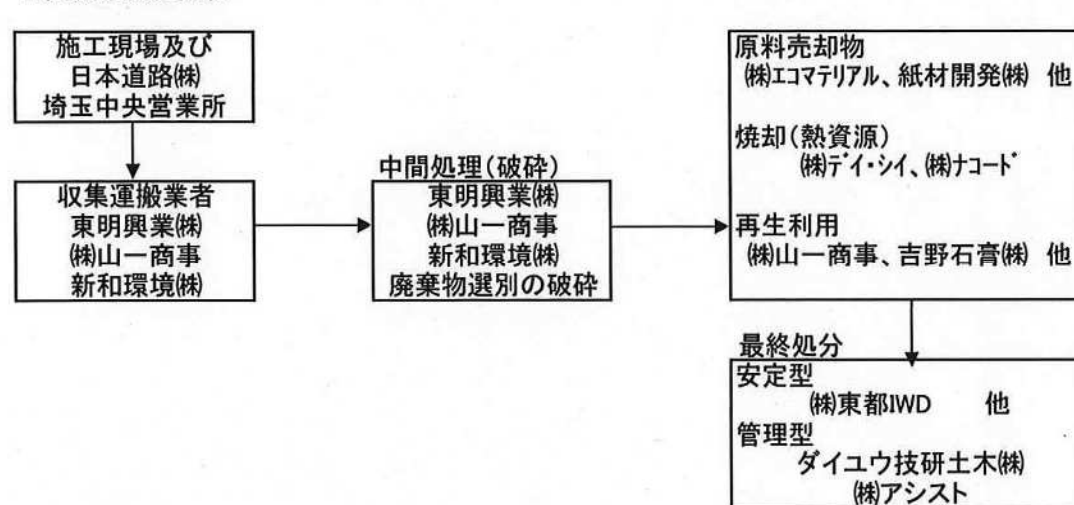 施工現場及び
日本道路㈱
埼玉中央営業所
収集運搬業者
東明興業㈱
㈱山一商事
新和環境㈱
中間処理(破砕)
東明興業㈱
㈱山一商事
新和環境㈱
廃棄物選別の破砕
原料売却物
㈱エコマテリアル、紙材開発㈱ 他
焼却(熱資源)
㈱デイ・シイ、㈱ナコード
再生利用
㈱山一商事、吉野石膏㈱ 他
最終処分
安定型
㈱東都IWD 他
管理型
ダイユウ技研土木㈱
㈱アシスト